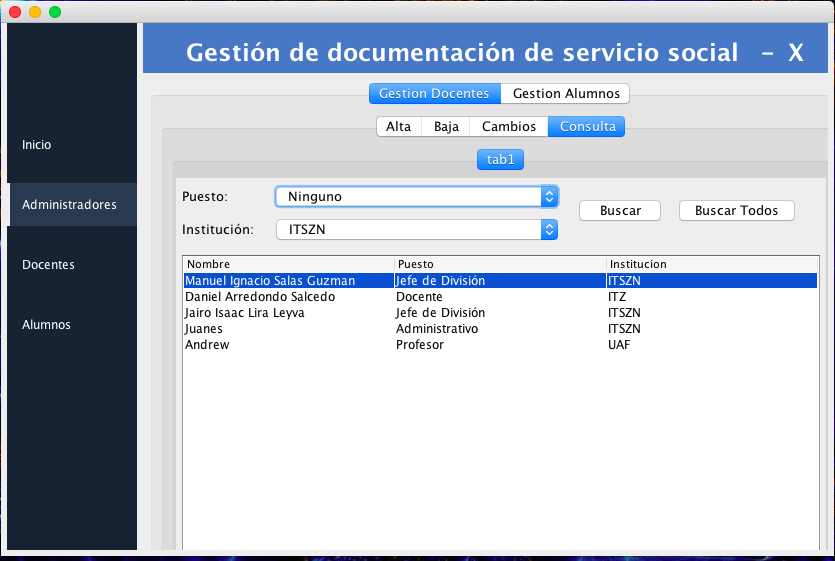 Gestión de documentación de servicio social - X
Gestion Docentes Gestion Alumnos
Alta Baja Cambios Consulta
tab1
Inicio
Administradores
Docentes
Alumnos
Puesto: Ninguno
Buscar Buscar Todos
Institución: ITSZN
Nombre Puesto Institucion
Manuel Ignacio Salas Guzman Jefe de División ITSZN
Daniel Arredondo Salcedo Docente ITZ
Jairo Isaac Lira Leyva Jefe de División ITSZN
Juanes Administrativo ITSZN
Andrew Profesor UAF